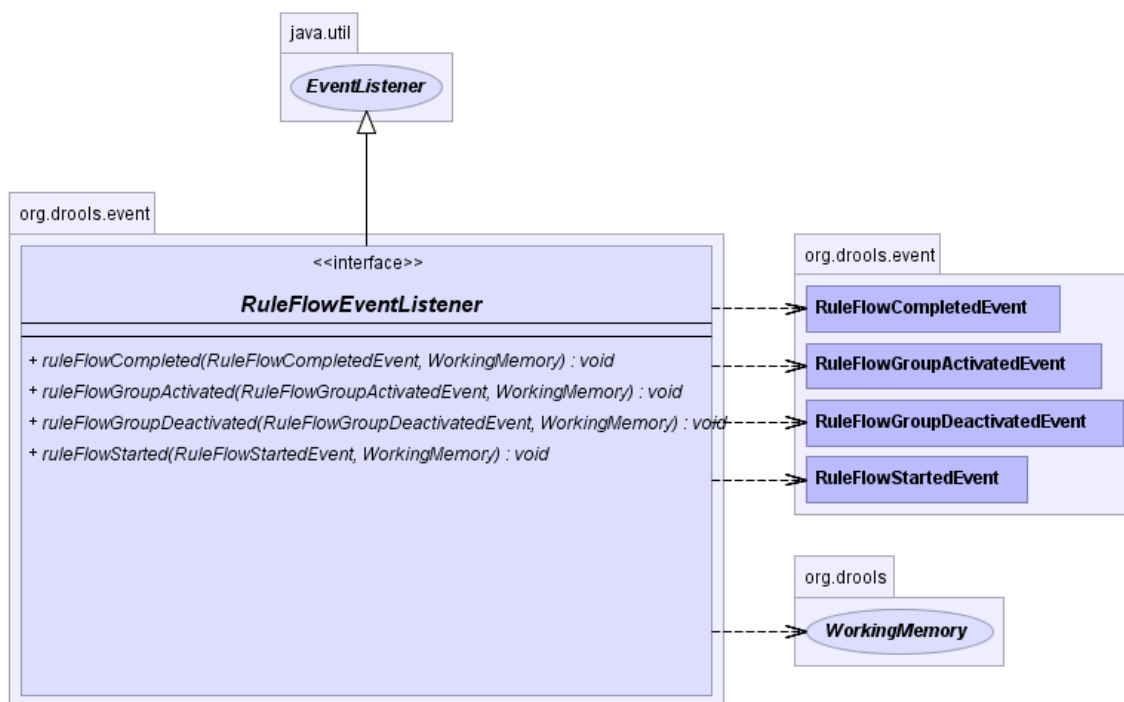 java.util
EventListener
org.drools.event
<<interface>>
RuleFlowEventListener
+ ruleFlowCompleted(RuleFlowCompletedEvent, WorkingMemory) : void
+ ruleFlowGroupActivated(RuleFlowGroupActivatedEvent, WorkingMemory) : void
+ ruleFlowGroupDeactivated(RuleFlowGroupDeactivatedEvent, WorkingMemory) : void
+ ruleFlowStarted(RuleFlowStartedEvent, WorkingMemory) : void
org.drools.event
RuleFlowCompletedEvent
RuleFlowGroupActivatedEvent
RuleFlowGroupDeactivatedEvent
RuleFlowStartedEvent
org.drools
WorkingMemory